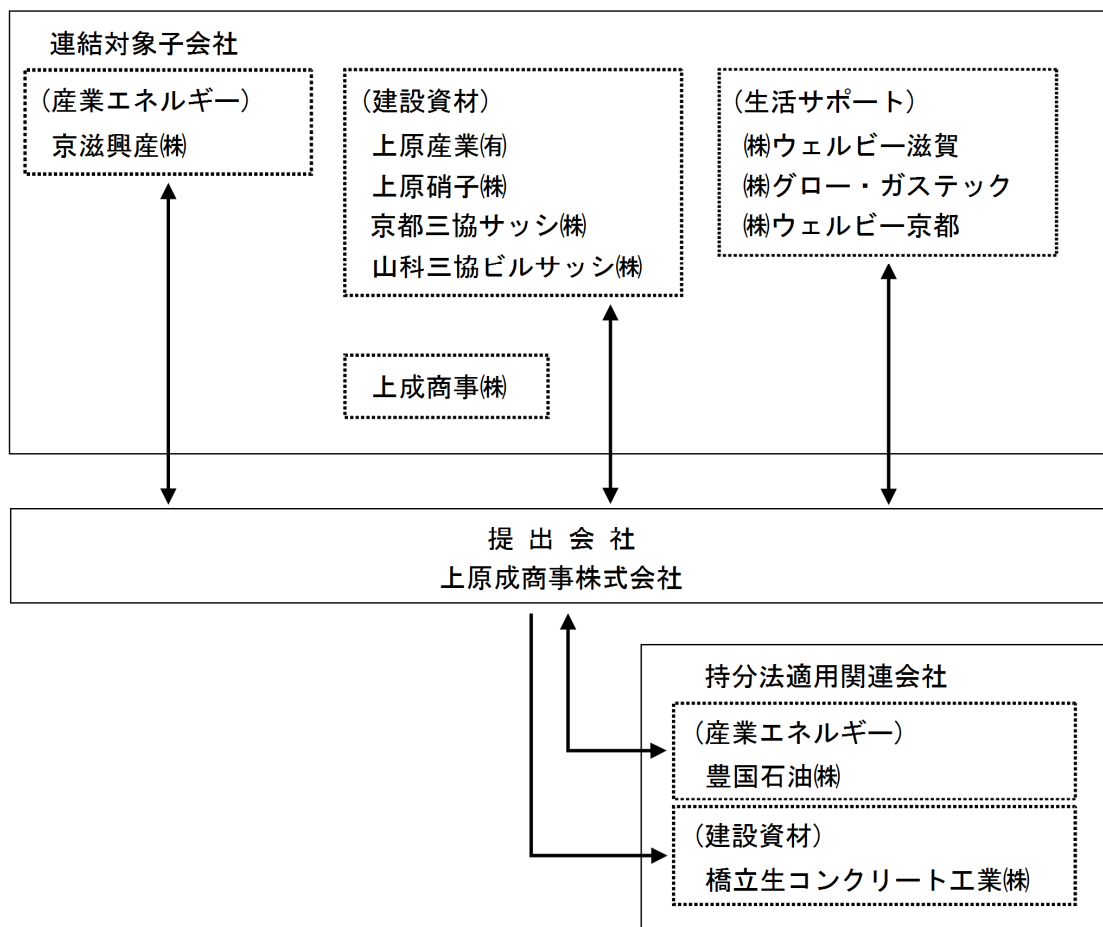 連結対象子会社
(産業エネルギー)
京滋興産㈱
(建設資材)
上原産業㈲
上原硝子㈱
京都三協サッシ㈱
山科三協ビルサッシ㈱
(生活サポート)
㈱ウェルビー滋賀
㈱グロー・ガステック
㈱ウェルビー京都
上成商事㈱
提出会社
上原成商事株式会社
持分法適用関連会社
(産業エネルギー)
豊国石油㈱
(建設資材)
橋立生コンクリート工業㈱